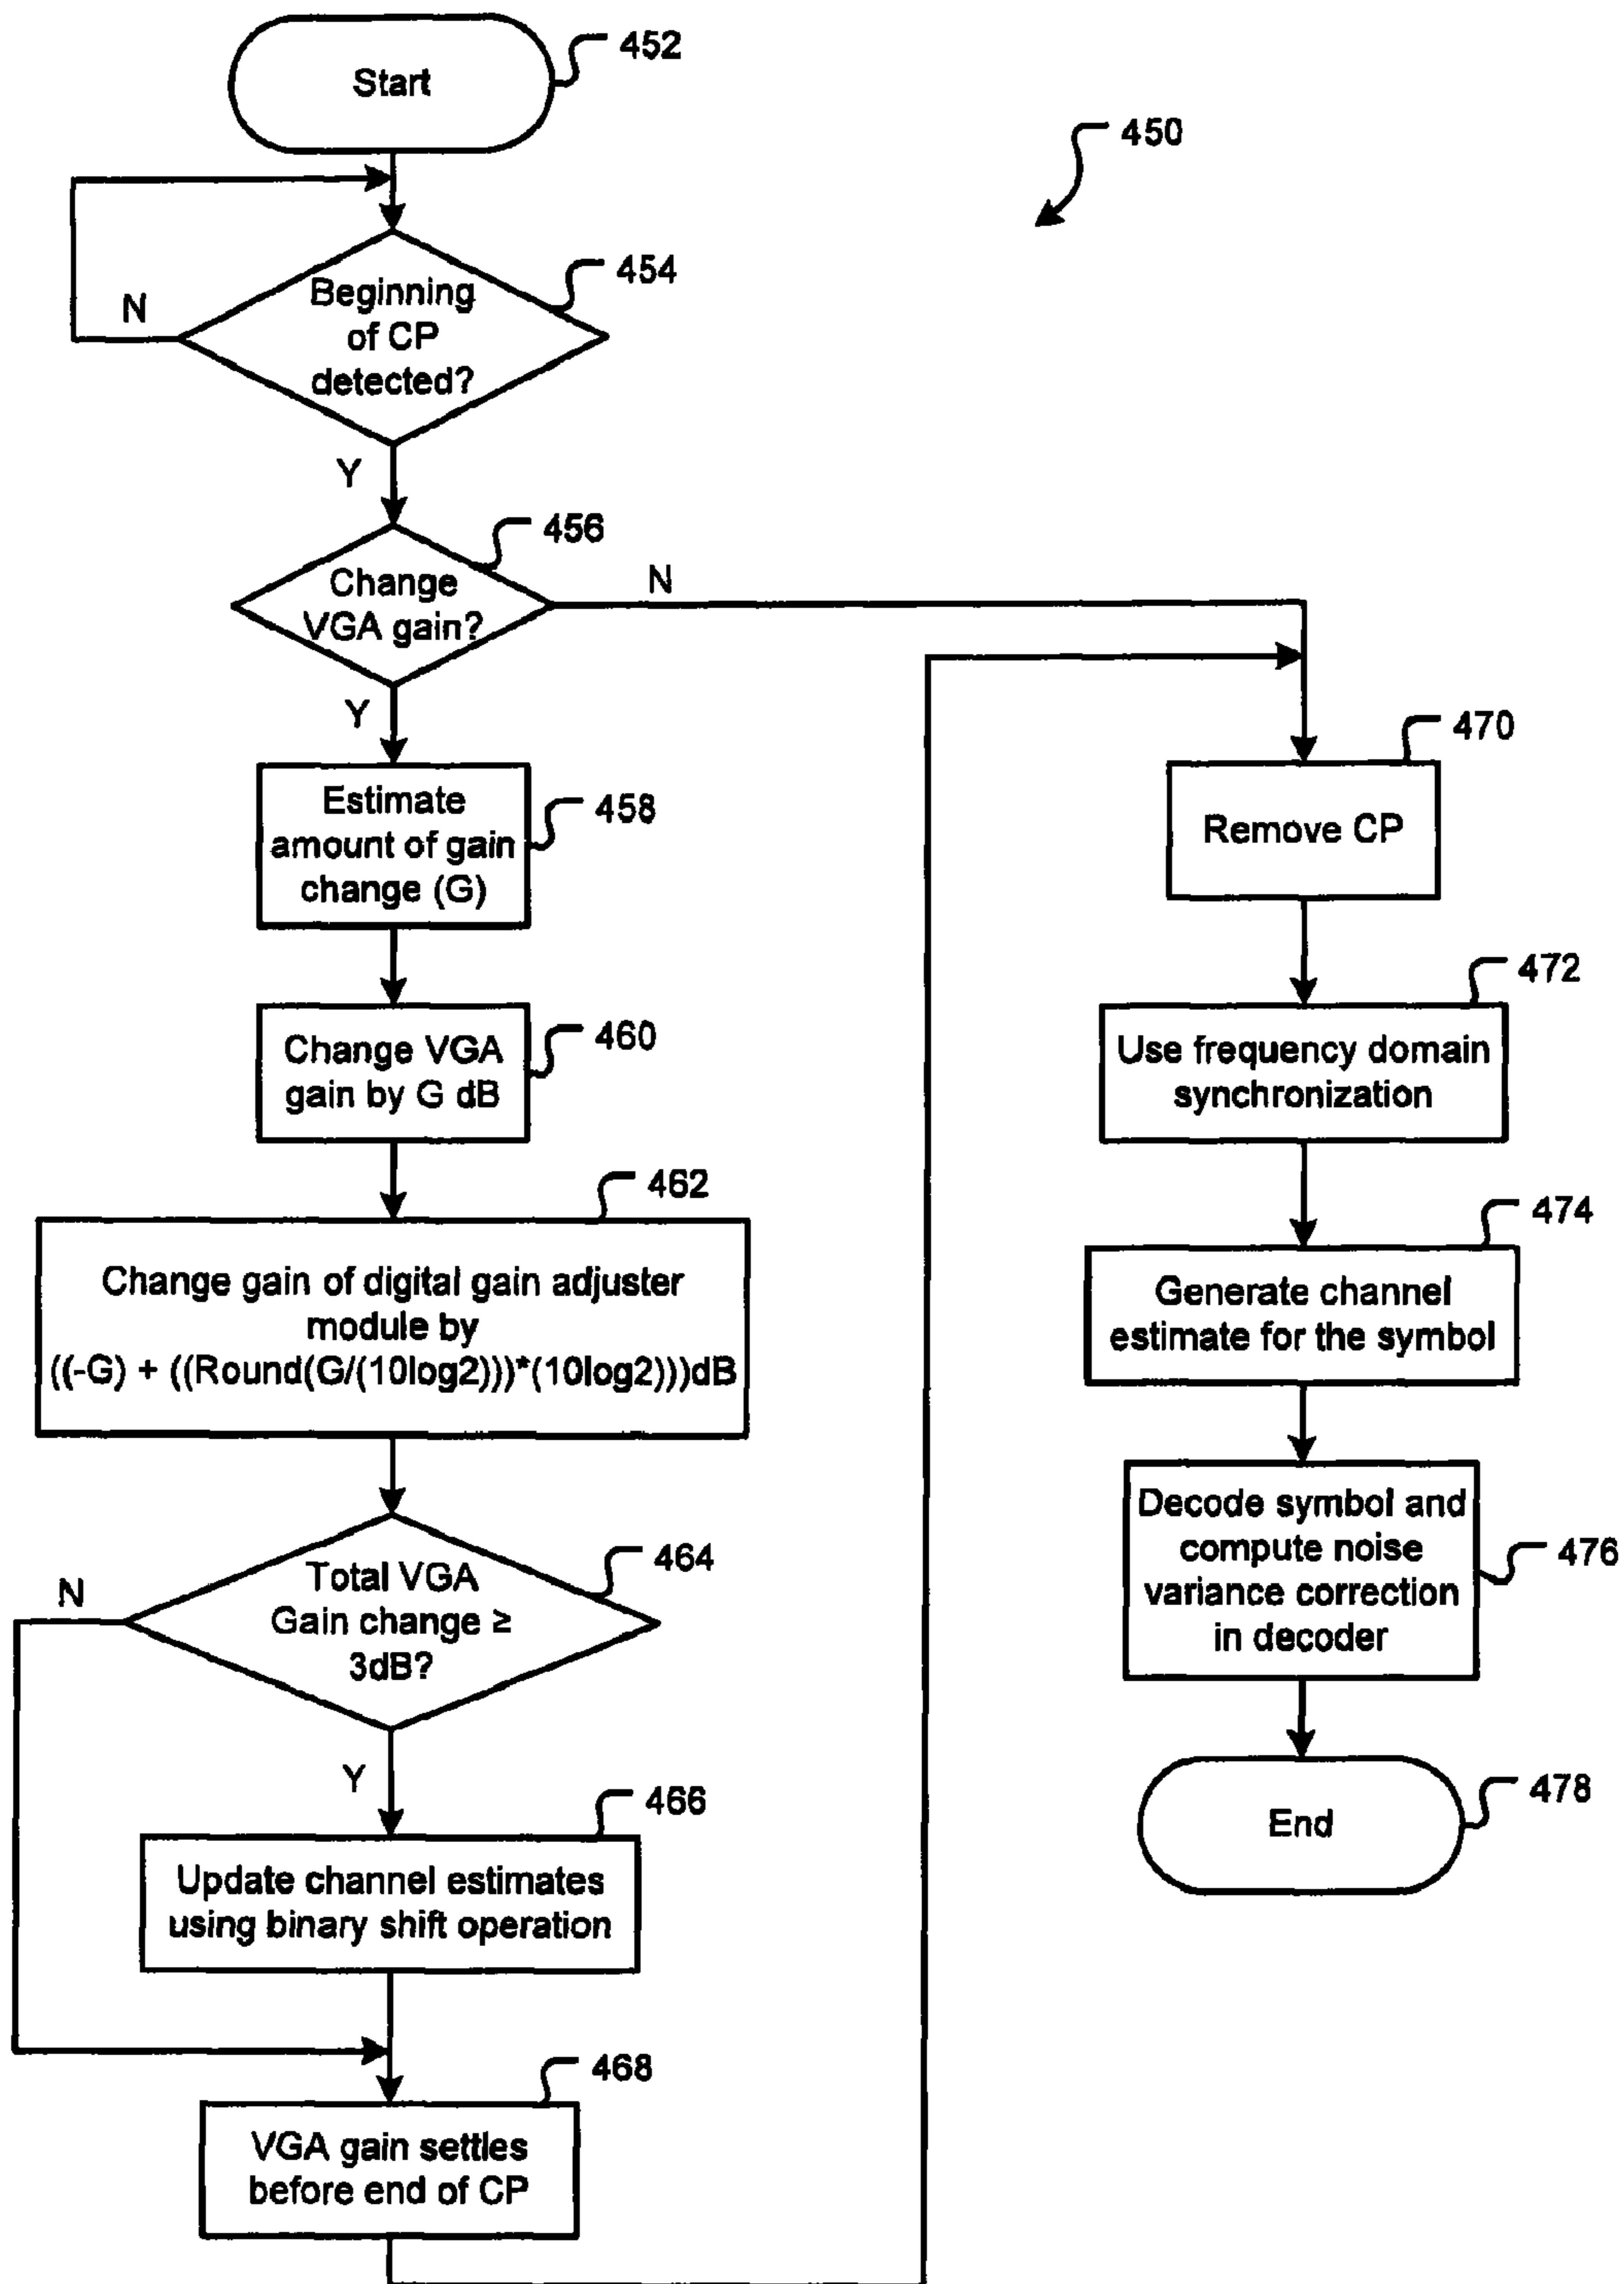 Start
452
450
Beginning
of CP
detected?
454
N
Y
Change
VGA gain?
456
N
Y
Estimate
amount of gain
change (G)
458
Change VGA
gain by G dB
460
Change gain of digital gain adjuster
module by
((-G) + ((Round(G/(10log2)))*(10log2)))dB
462
Total VGA
Gain change ≥
3dB?
464
N
Y
Update channel estimates
using binary shift operation
466
VGA gain settles
before end of CP
468
Remove CP
470
Use frequency domain
synchronization
472
Generate channel
estimate for the symbol
474
Decode symbol and
compute noise
variance correction
in decoder
476
End
478